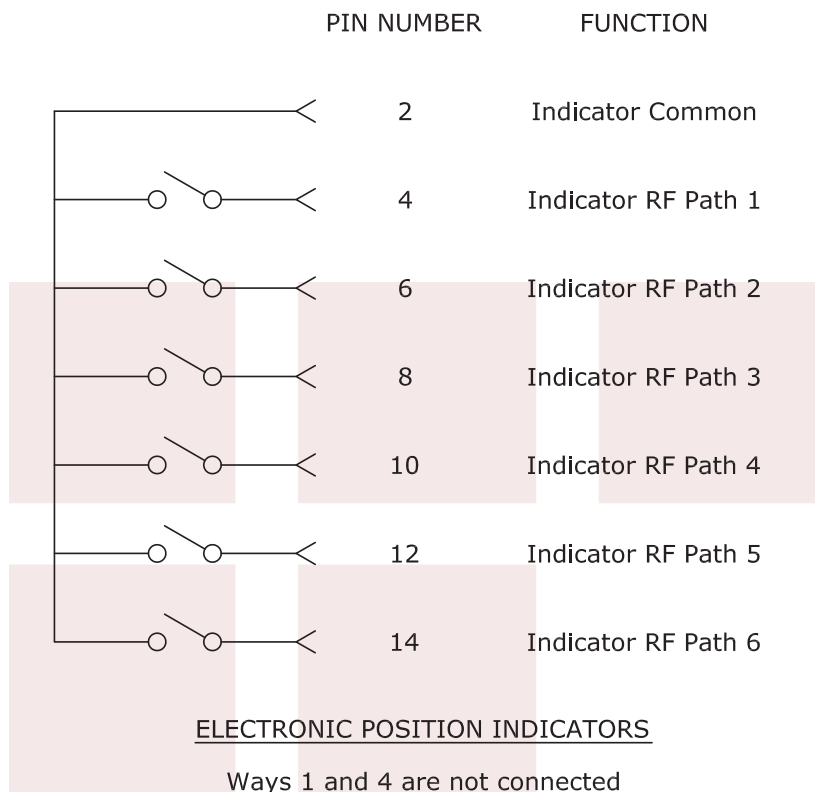 PIN NUMBER FUNCTION
2 Indicator Common
4 Indicator RF Path 1
6 Indicator RF Path 2
8 Indicator RF Path 3
10 Indicator RF Path 4
12 Indicator RF Path 5
14 Indicator RF Path 6
ELECTRONIC POSITION INDICATORS
Ways 1 and 4 are not connected